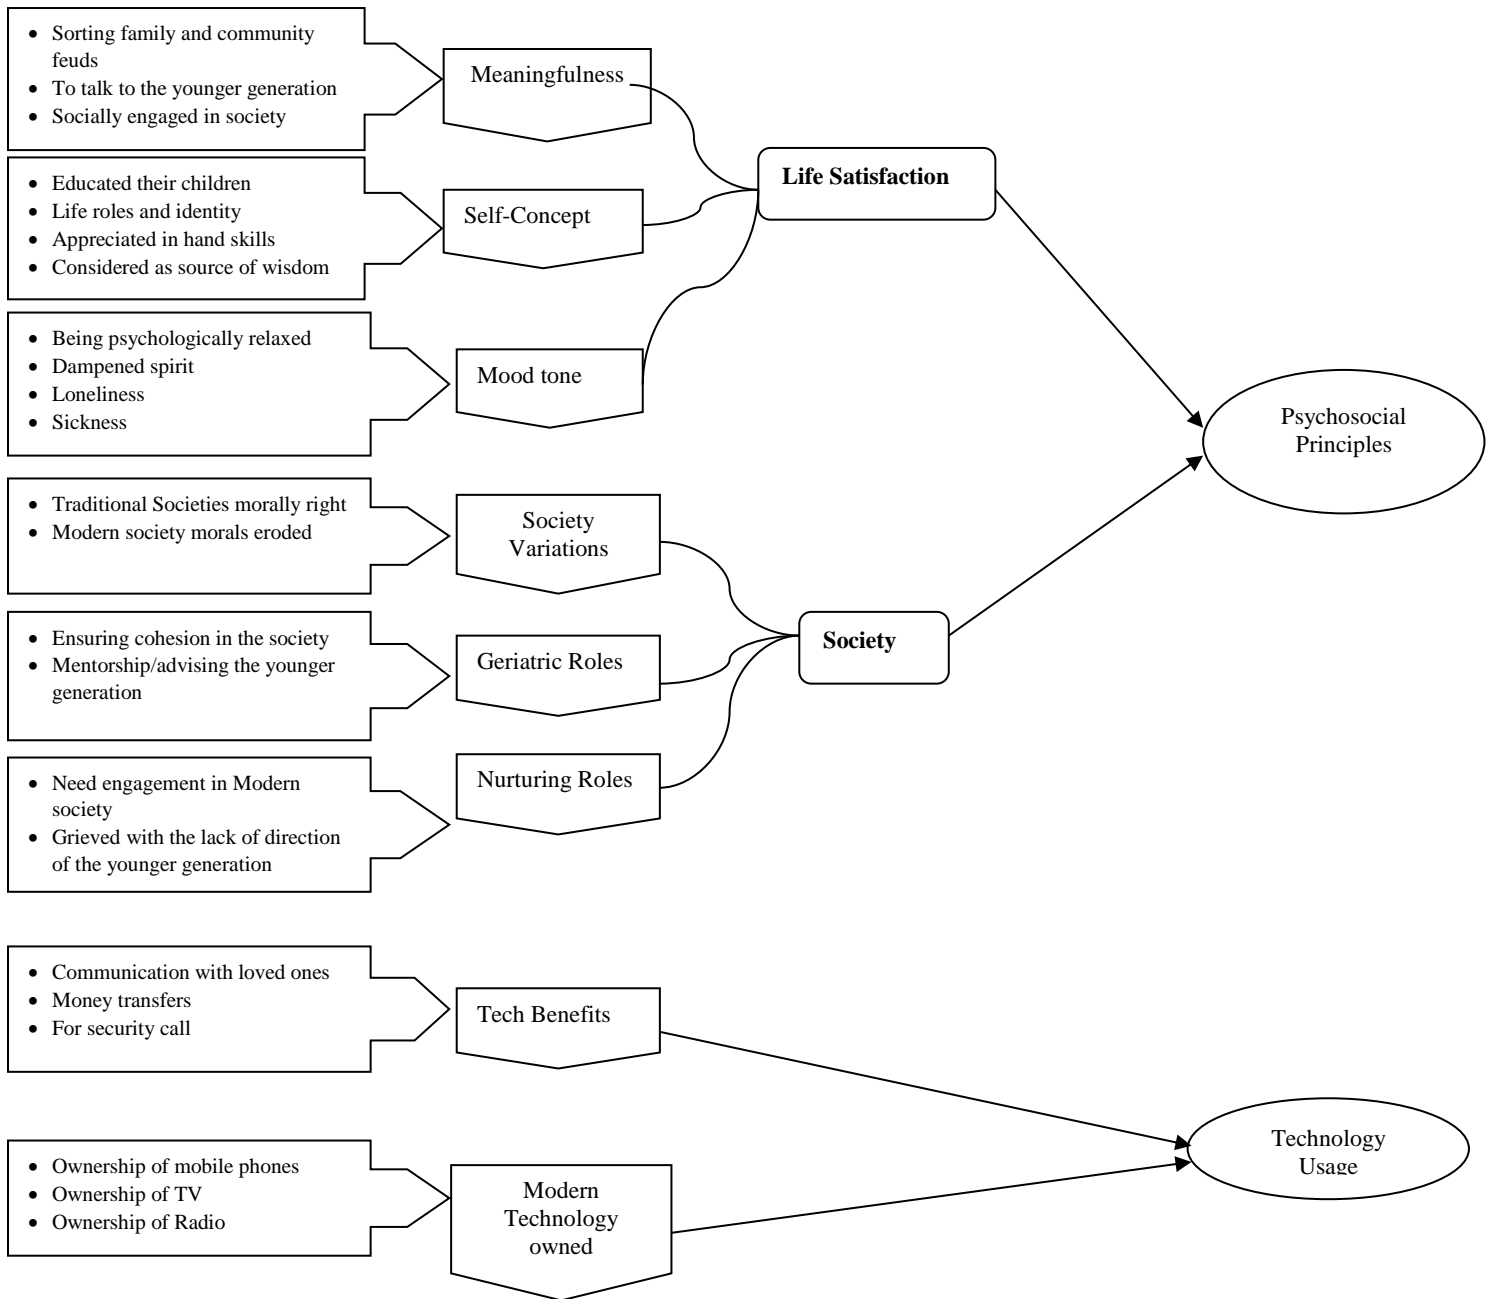 • Sorting family and community
feuds
• To talk to the younger generation
• Socially engaged in society
Meaningfulness
• Educated their children
• Life roles and identity
• Appreciated in hand skills
• Considered as source of wisdom
Self-Concept
• Being psychologically relaxed
• Dampened spirit
• Loneliness
• Sickness
Mood tone
Life Satisfaction
• Traditional Societies morally right
• Modern society morals eroded
Society
Variations
• Ensuring cohesion in the society
• Mentorship/advising the younger
generation
Geriatric Roles
• Need engagement in Modern
society
• Grieved with the lack of direction
of the younger generation
Nurturing Roles
Society
Psychosocial
Principles
• Communication with loved ones
• Money transfers
• For security call
Tech Benefits
• Ownership of mobile phones
• Ownership of TV
• Ownership of Radio
Modern
Technology
owned
Technology
Usage